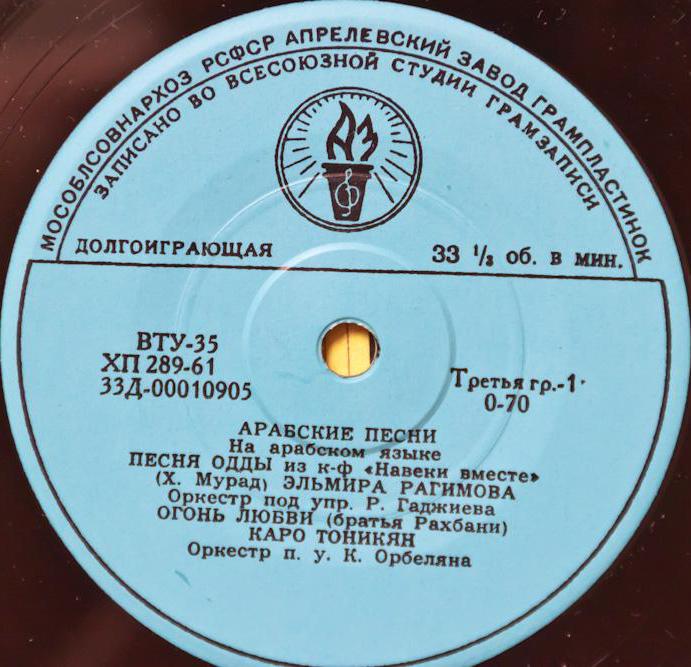 МОСОБЛСОВНАРХОЗ РСФСР АПРЕЛЕВСКИЙ ЗАВОД ГРАМПЛАСТИНОК
ЗАПИСАНО ВО ВСЕСОЮЗНОЙ СТУДИИ ГРАМЗАПИСИ
АЗ
ДОЛГОИГРАЮЩАЯ 33 ⅓ об. в мин.
ВТУ-35
ХП 289-61
33Д-00010905
Третья гр.-1
0-70
АРАБСКИЕ ПЕСНИ
На арабском языке
ПЕСНЯ ОДДЫ из к-ф «Навеки вместе»
(Х. Мурад) ЭЛЬМИРА РАГИМОВА
Оркестр под упр. Р. Гаджиева
ОГОНЬ ЛЮБВИ (братья Рахбани)
КАРО ТОНИКЯН
Оркестр п. у. К. Орбеляна